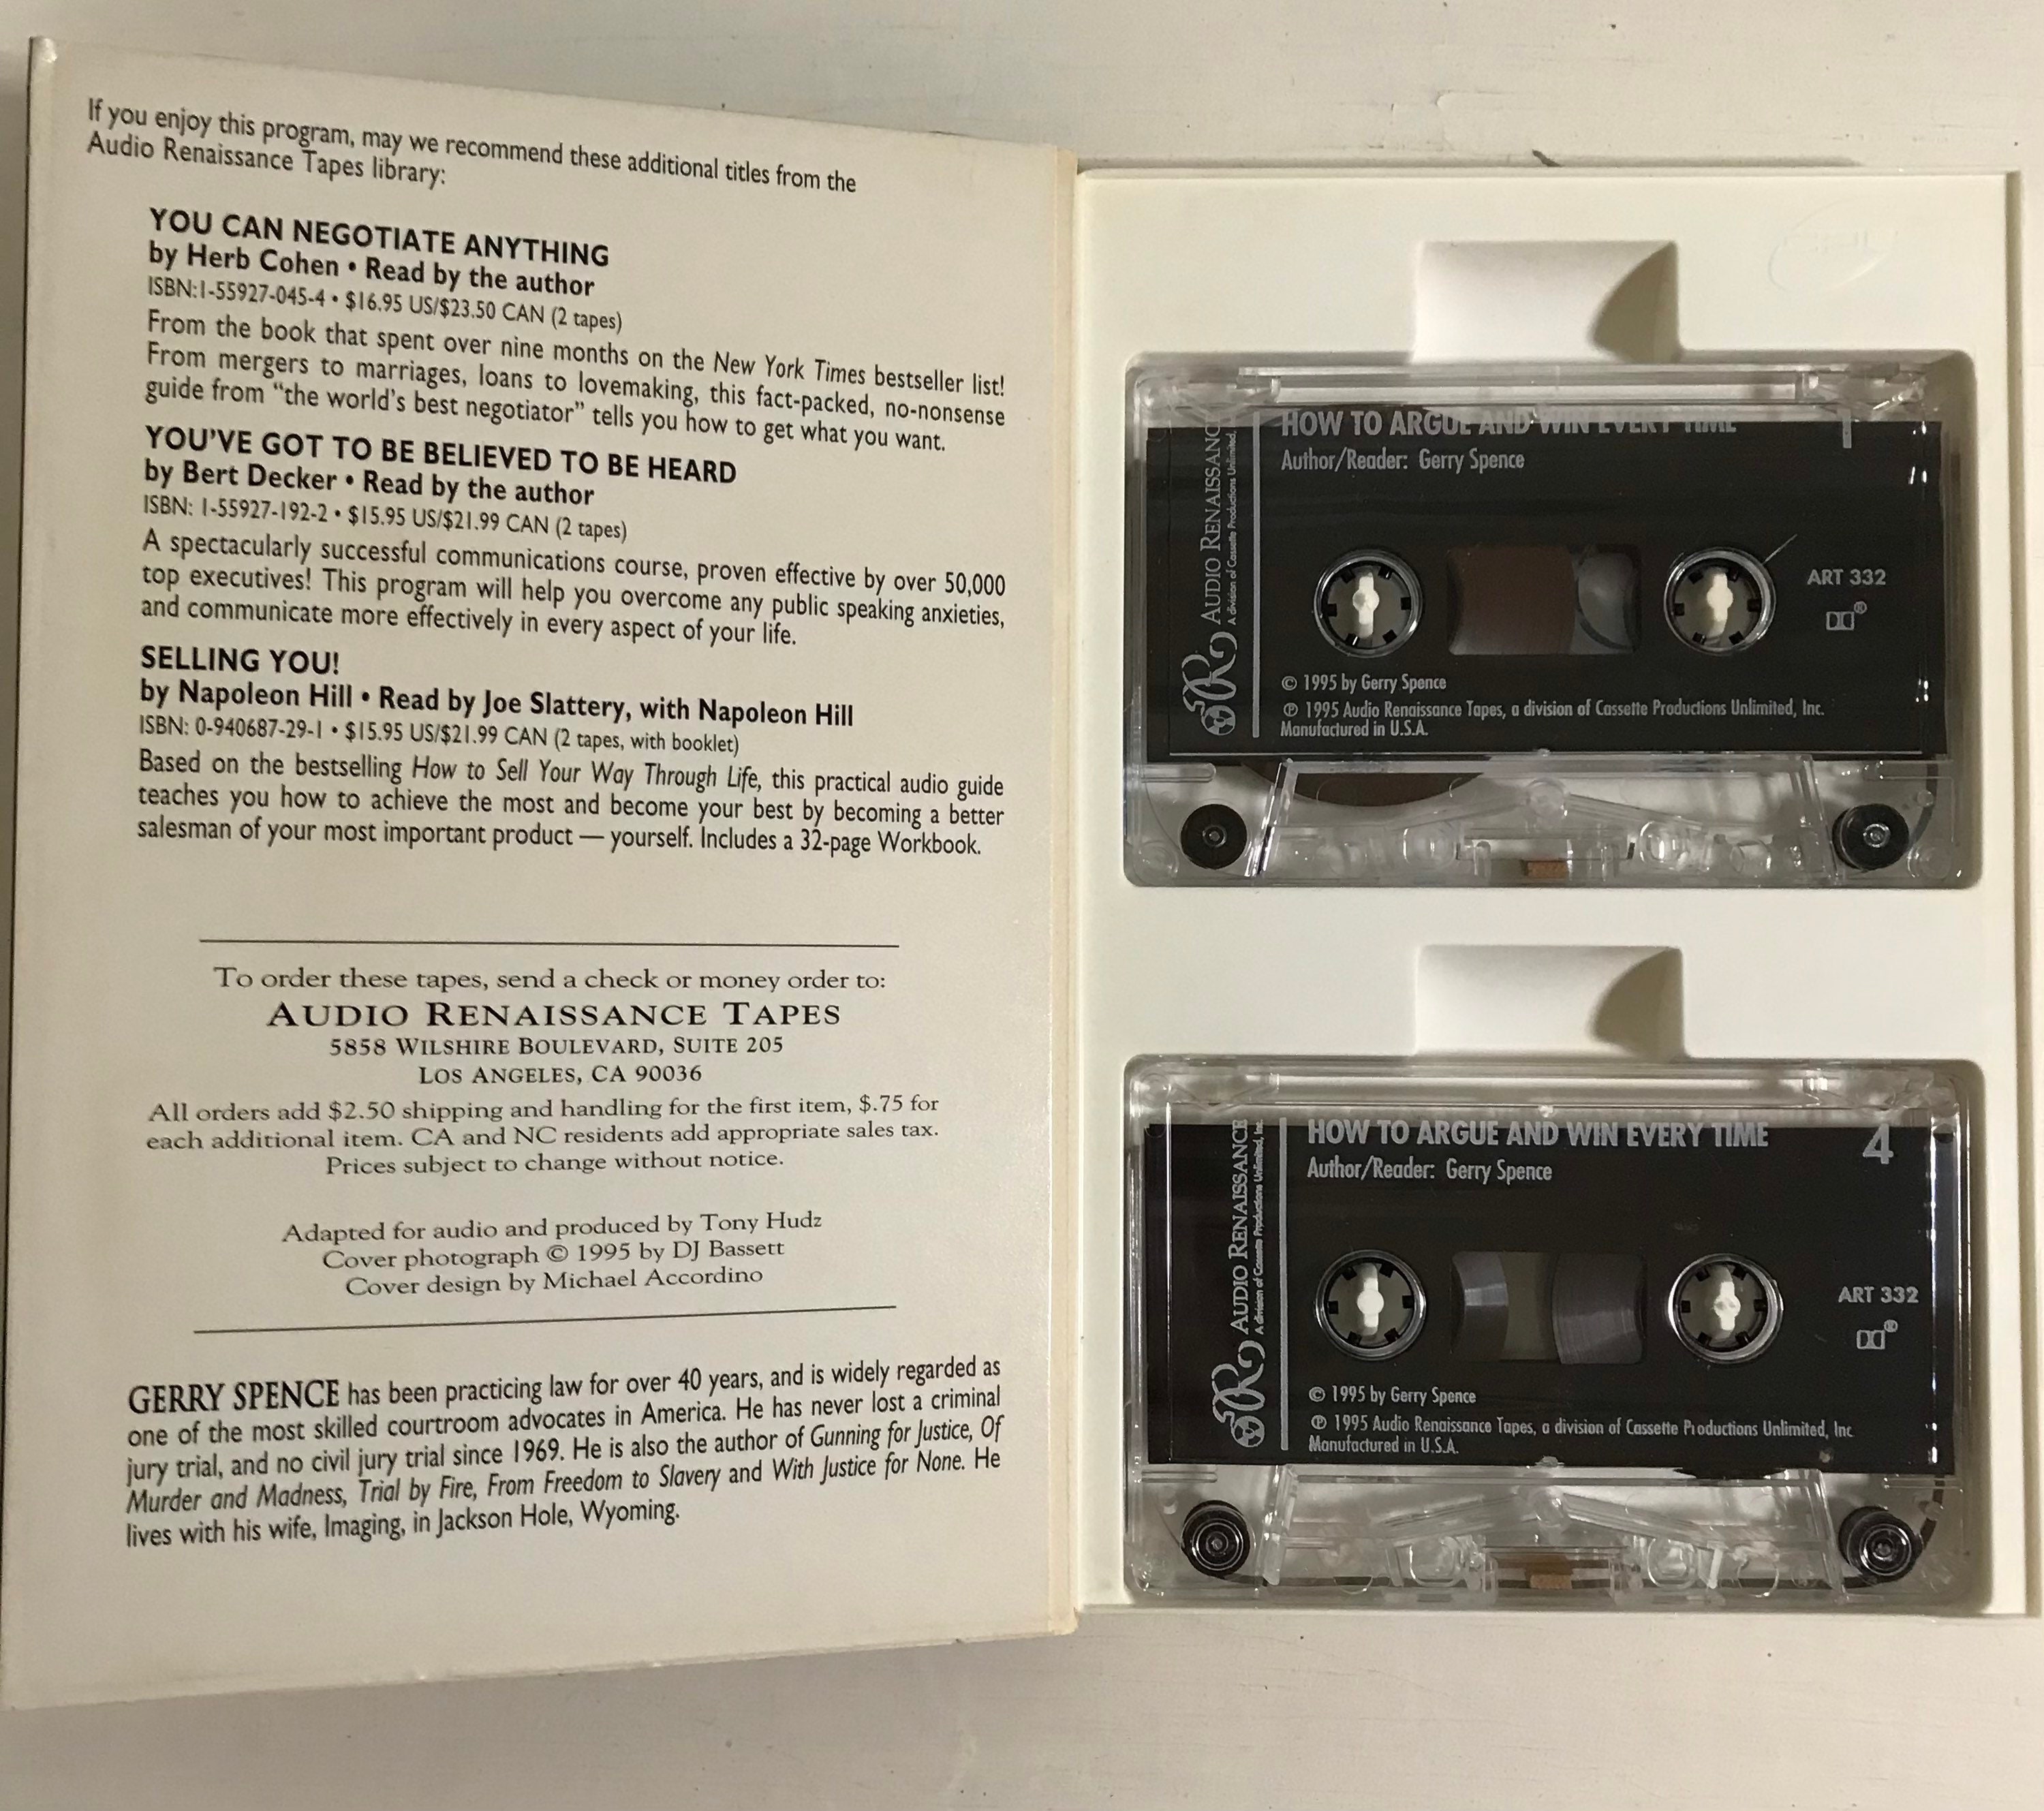 If you enjoy this program, may we recommend these additional titles from the
Audio Renaissance Tapes library:
YOU CAN NEGOTIATE ANYTHING
by Herb Cohen • Read by the author
ISBN:1-55927-045-4 • $16.95 US/$23.50 CAN (2 tapes)
From the book that spent over nine months on the New York Times bestseller list!
From mergers to marriages, loans to lovemaking, this fact-packed, no-nonsense
guide from “the world’s best negotiator” tells you how to get what you want.
YOU’VE GOT TO BE BELIEVED TO BE HEARD
by Bert Decker • Read by the author
ISBN: 1-55927-192-2 • $15.95 US/$21.99 CAN (2 tapes)
A spectacularly successful communications course, proven effective by over 50,000
top executives! This program will help you overcome any public speaking anxieties,
and communicate more effectively in every aspect of your life.
SELLING YOU!
by Napoleon Hill • Read by Joe Slattery, with Napoleon Hill
ISBN: 0-940687-29-1 • $15.95 US/$21.99 CAN (2 tapes, with booklet)
Based on the bestselling How to Sell Your Way Through Life, this practical audio guide
teaches you how to achieve the most and become your best by becoming a better
salesman of your most important product — yourself. Includes a 32-page Workbook.
To order these tapes, send a check or money order to:
AUDIO RENAISSANCE TAPES
5858 WILSHIRE BOULEVARD, SUITE 205
LOS ANGELES, CA 90036
All orders add $2.50 shipping and handling for the first item, $.75 for
each additional item. CA and NC residents add appropriate sales tax.
Prices subject to change without notice.
Adapted for audio and produced by Tony Hudz
Cover photograph © 1995 by DJ Bassett
Cover design by Michael Accordino
GERRY SPENCE has been practicing law for over 40 years, and is widely regarded as
one of the most skilled courtroom advocates in America. He has never lost a criminal
jury trial, and no civil jury trial since 1969. He is also the author of Gunning for Justice, Of
Murder and Madness, Trial by Fire, From Freedom to Slavery and With Justice for None. He
lives with his wife, Imaging, in Jackson Hole, Wyoming.
HOW TO ARGUE AND WIN EVERY TIME
1
Author/Reader: Gerry Spence
AUDIO RENAISSANC
A division of Cassette Productions Unlimited,
ART 332
© 1995 by Gerry Spence
℗ 1995 Audio Renaissance Tapes, a division of Cassette Productions Unlimited, Inc.
Manufactured in U.S.A.
HOW TO ARGUE AND WIN EVERY TIME
4
Author/Reader: Gerry Spence
AUDIO RENAISSANCE
A division of Cassette Productions Unlimited, Inc.
ART 332
© 1995 by Gerry Spence
℗ 1995 Audio Renaissance Tapes, a division of Cassette Productions Unlimited, Inc
Manufactured in U.S.A.